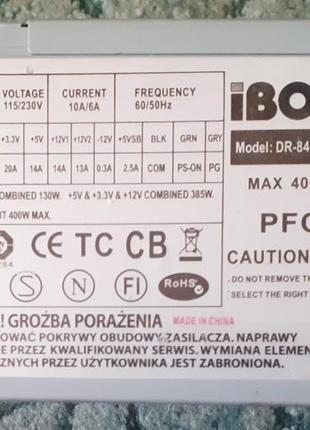 VOLTAGE CURRENT FREQUENCY
115/230V 10A/6A 60/50Hz
+3.3V +5V +12V1 +12V2 -12V +5VSB BLK GRN GRY
20A 14A 14A 13A 0.3A 2.5A COM PS-ON PG
COMBINED 130W. +5V & +3.3V & +12V COMBINED 385W.
400W MAX.
iBO
Model: DR-84
MAX 40
PFC
CE TC CB
284
S N FI RoHS
CAUTION
. DO NOT REMOVE THE
SELECT THE RIGHT
! GROŹBA PORAŻENIA MADE IN CHINA
POKRYWY OBUDOWY ZASILACZA. NAPRAWY
PRZEZ KWALIFIKOWANY SERWIS. WYMIANA ELEMEN
PRZEZ UŻYTKOWNIKA JEST ZABRONIONA.